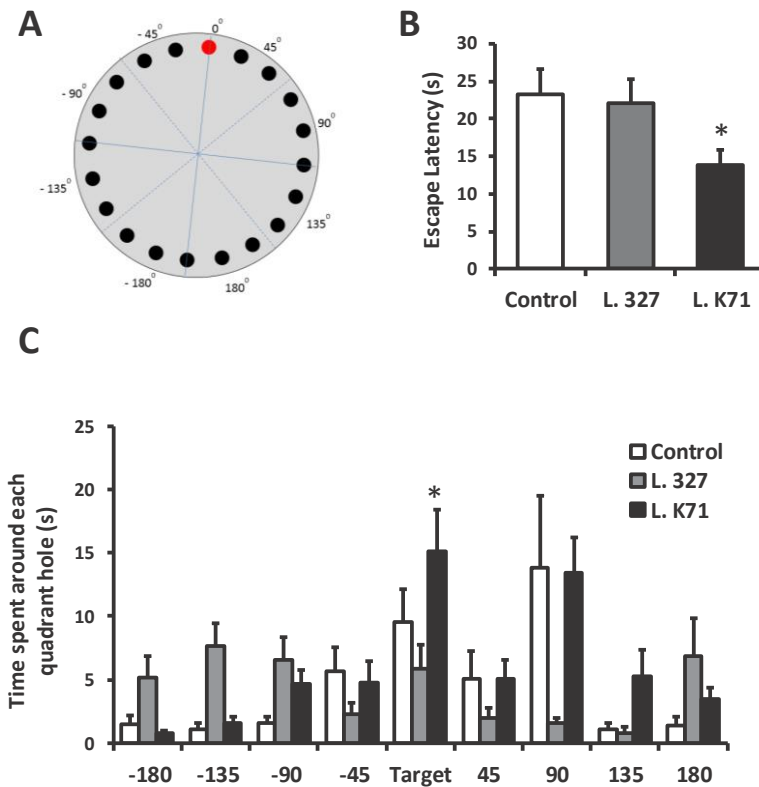 A
0°
45°
90°
135°
180°
- 180°
- 135°
- 90°
- 45°
B
Escape Latency (s)
30
25
20
15
10
5
0
*
Control L. 327 L. K71
C
Time spent around each
quadrant hole (s)
25
20
15
10
5
0
*
Control
L. 327
L. K71
-180 -135 -90 -45 Target 45 90 135 180